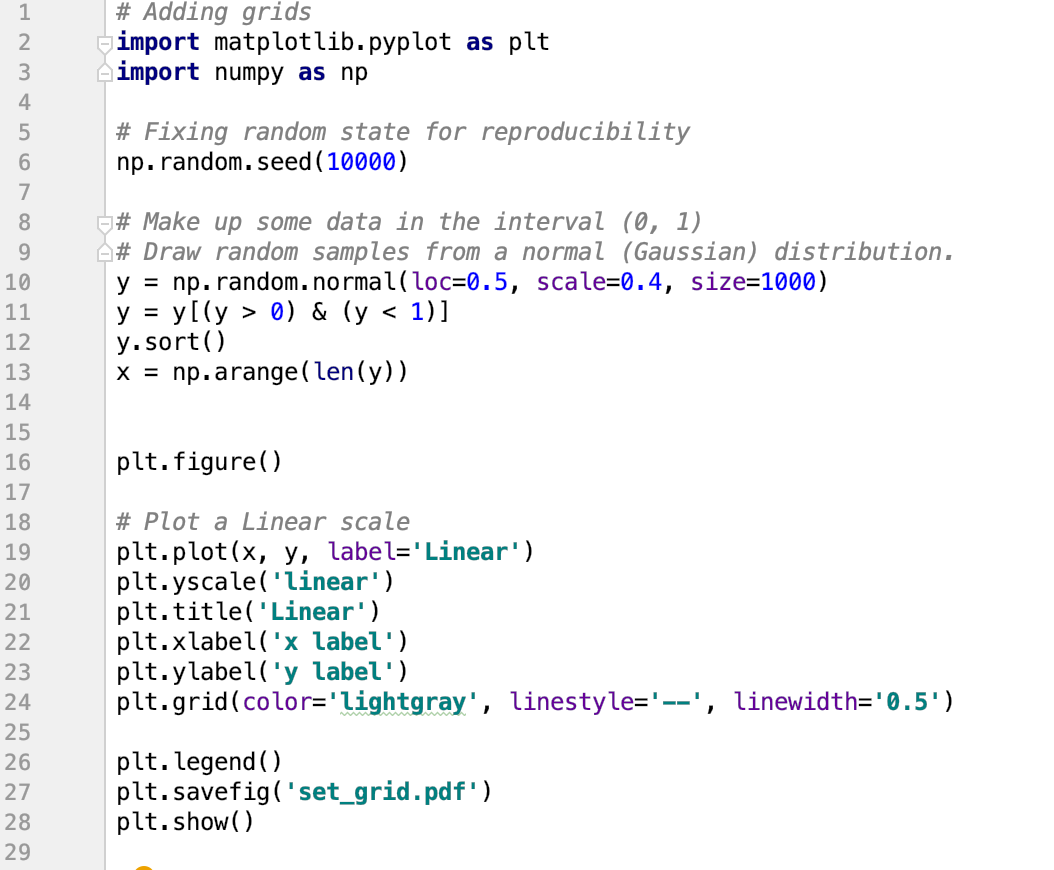 1 # Adding grids
2 import matplotlib.pyplot as plt
3 import numpy as np
4
5 # Fixing random state for reproducibility
6 np.random.seed(10000)
7
8 # Make up some data in the interval (0, 1)
9 # Draw random samples from a normal (Gaussian) distribution.
10 y = np.random.normal(loc=0.5, scale=0.4, size=1000)
11 y = y[(y > 0) & (y < 1)]
12 y.sort()
13 x = np.arange(len(y))
14
15
16 plt.figure()
17
18 # Plot a Linear scale
19 plt.plot(x, y, label='Linear')
20 plt.yscale('linear')
21 plt.title('Linear')
22 plt.xlabel('x label')
23 plt.ylabel('y label')
24 plt.grid(color='lightgray', linestyle='--', linewidth='0.5')
25
26 plt.legend()
27 plt.savefig('set_grid.pdf')
28 plt.show()
29